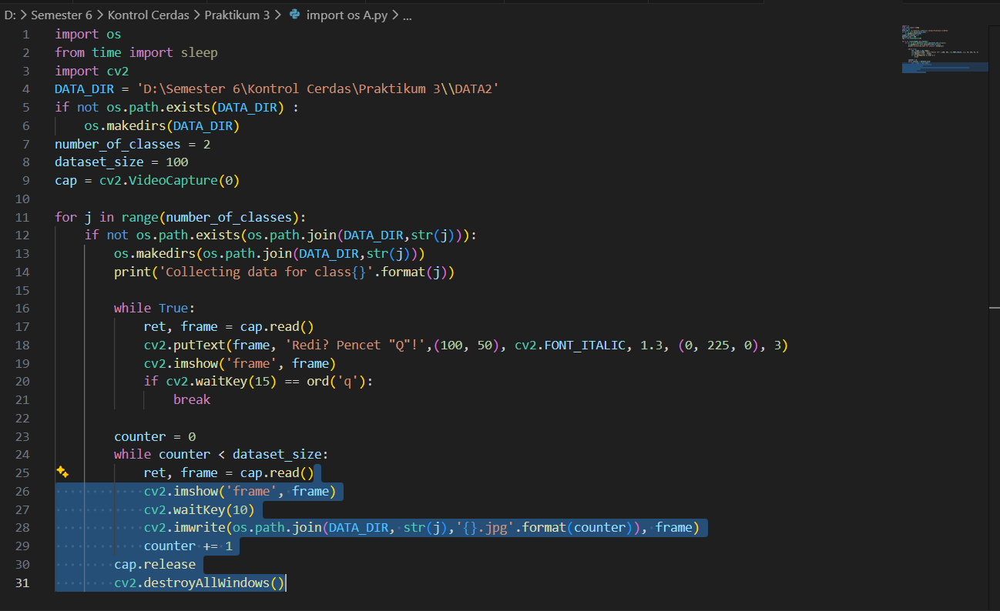 D: > Semester 6 > Kontrol Cerdas > Praktikum 3 > import os A.py > ...
1 import os
2 from time import sleep
3 import cv2
4 DATA_DIR = 'D:\Semester 6\Kontrol Cerdas\Praktikum 3\\DATA2'
5 if not os.path.exists(DATA_DIR) :
6     os.makedirs(DATA_DIR)
7 number_of_classes = 2
8 dataset_size = 100
9 cap = cv2.VideoCapture(0)
10
11 for j in range(number_of_classes):
12     if not os.path.exists(os.path.join(DATA_DIR,str(j))):
13         os.makedirs(os.path.join(DATA_DIR,str(j)))
14         print('Collecting data for class{}'.format(j))
15
16         while True:
17             ret, frame = cap.read()
18             cv2.putText(frame, 'Redi? Pencet "Q"!',(100, 50), cv2.FONT_ITALIC, 1.3, (0, 225, 0), 3)
19             cv2.imshow('frame', frame)
20             if cv2.waitKey(15) == ord('q'):
21                 break
22
23         counter = 0
24         while counter < dataset_size:
25             ret, frame = cap.read()
26             cv2.imshow('frame', frame)
27             cv2.waitKey(10)
28             cv2.imwrite(os.path.join(DATA_DIR, str(j),'{}.jpg'.format(counter)), frame)
29             counter += 1
30         cap.release
31         cv2.destroyAllWindows()